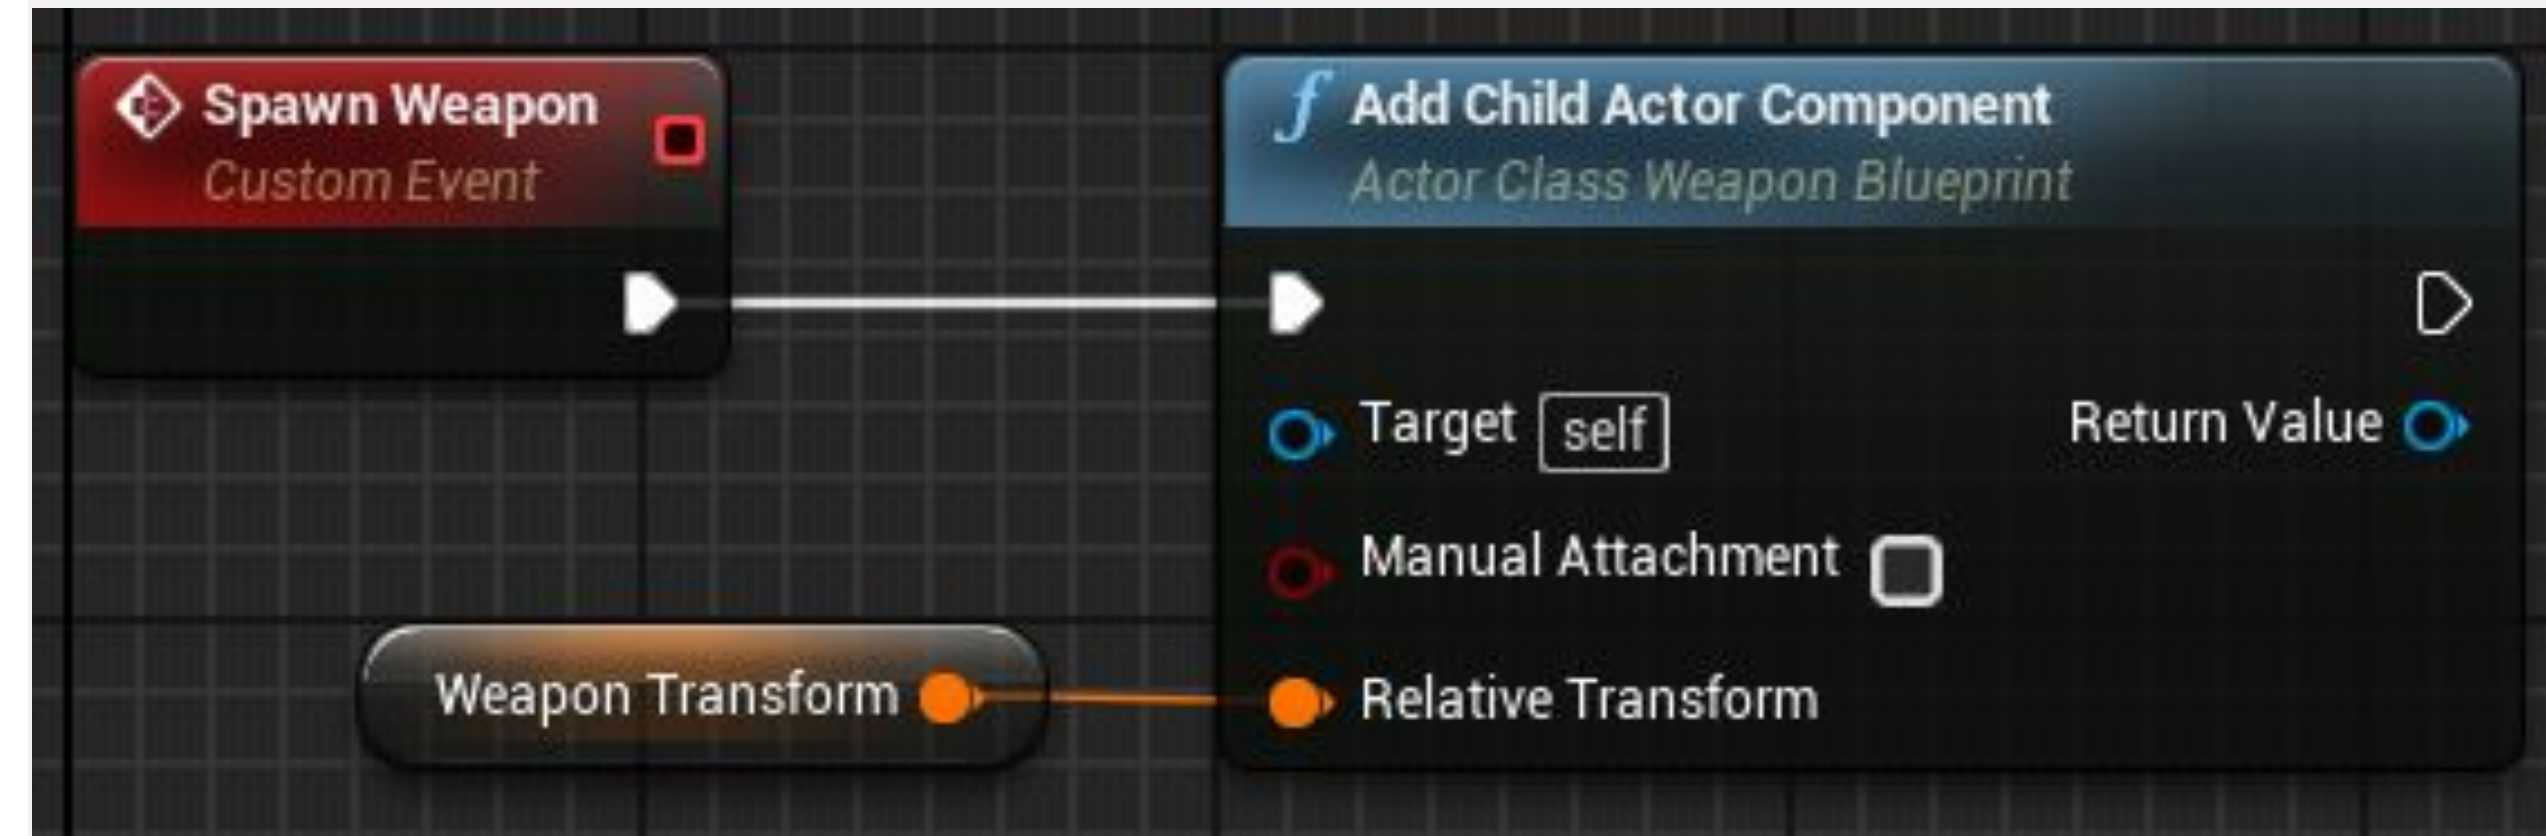 Spawn Weapon
Custom Event
f Add Child Actor Component
Actor Class Weapon Blueprint
Target self
Return Value
Manual Attachment
Weapon Transform
Relative Transform